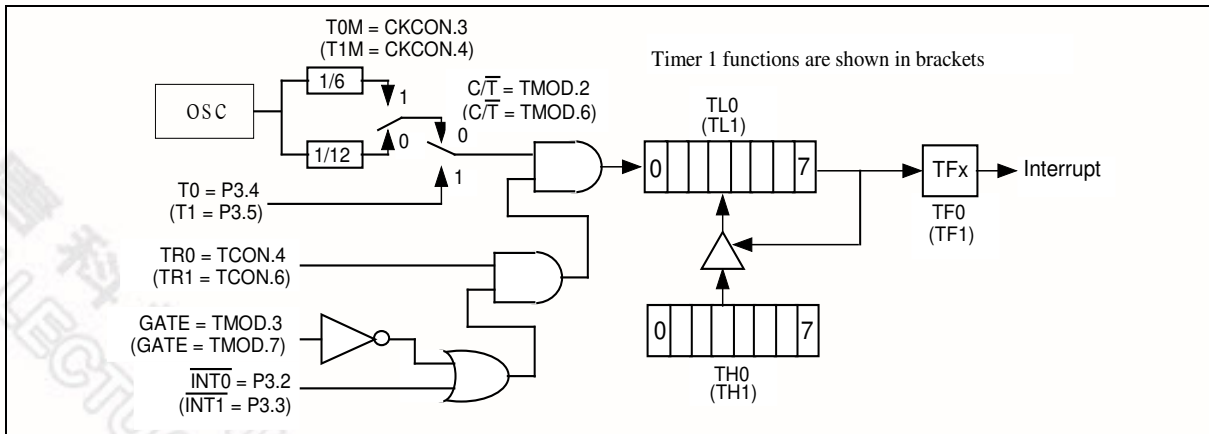 T0M = CKCON.3
(T1M = CKCON.4)
Timer 1 functions are shown in brackets
OSC
1/6
1/12
1
0
C/T = TMOD.2
(C/T = TMOD.6)
0
1
T0 = P3.4
(T1 = P3.5)
TL0
(TL1)
0
7
TFx
Interrupt
TF0
(TF1)
TR0 = TCON.4
(TR1 = TCON.6)
GATE = TMOD.3
(GATE = TMOD.7)
INT0 = P3.2
(INT1 = P3.3)
0
7
TH0
(TH1)